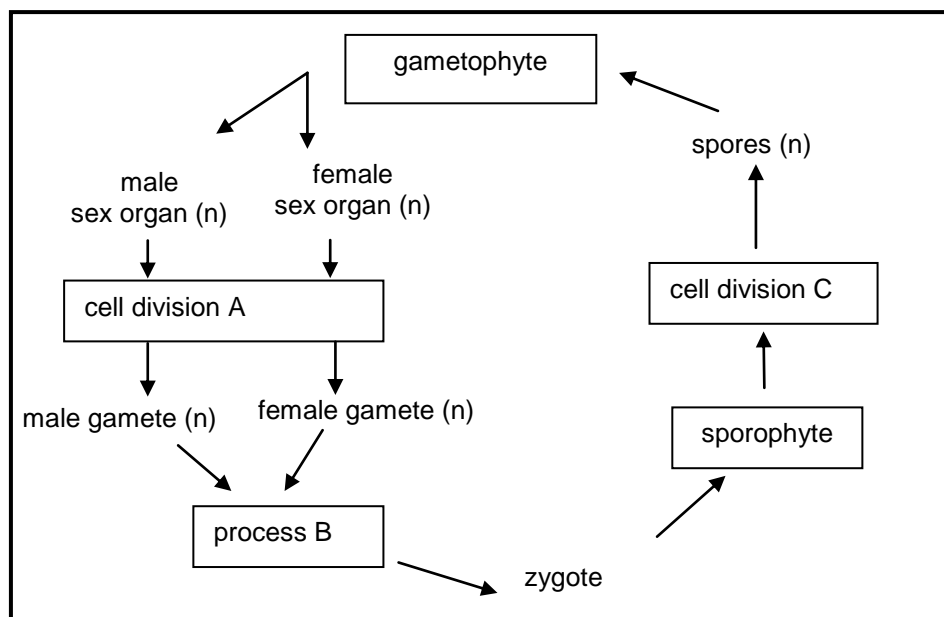 gametophyte
spores (n)
male
sex organ (n)
female
sex organ (n)
cell division A
cell division C
male gamete (n)
female gamete (n)
sporophyte
process B
zygote